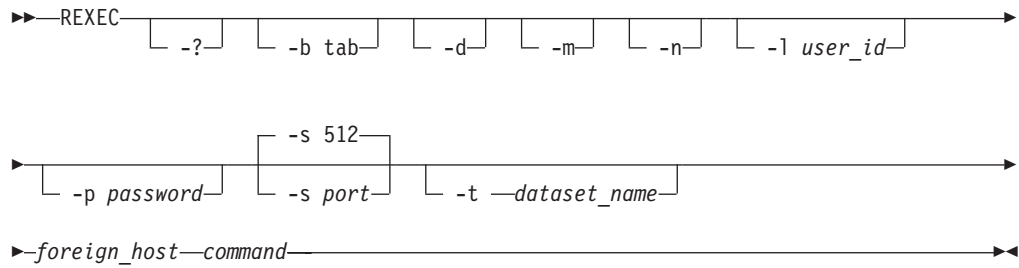 REXEC
-? -b tab -d -m -n -l user_id
-s 512
-p password -s port -t dataset_name
foreign_host command